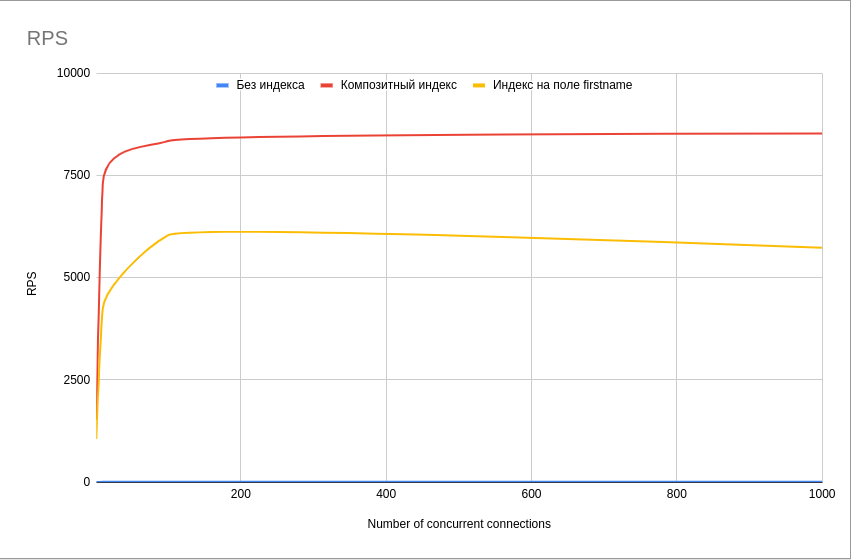 RPS
Без индекса Композитный индекс Индекс на поле firstname
10000
7500
5000
2500
0
RPS
200 400 600 800 1000
Number of concurrent connections